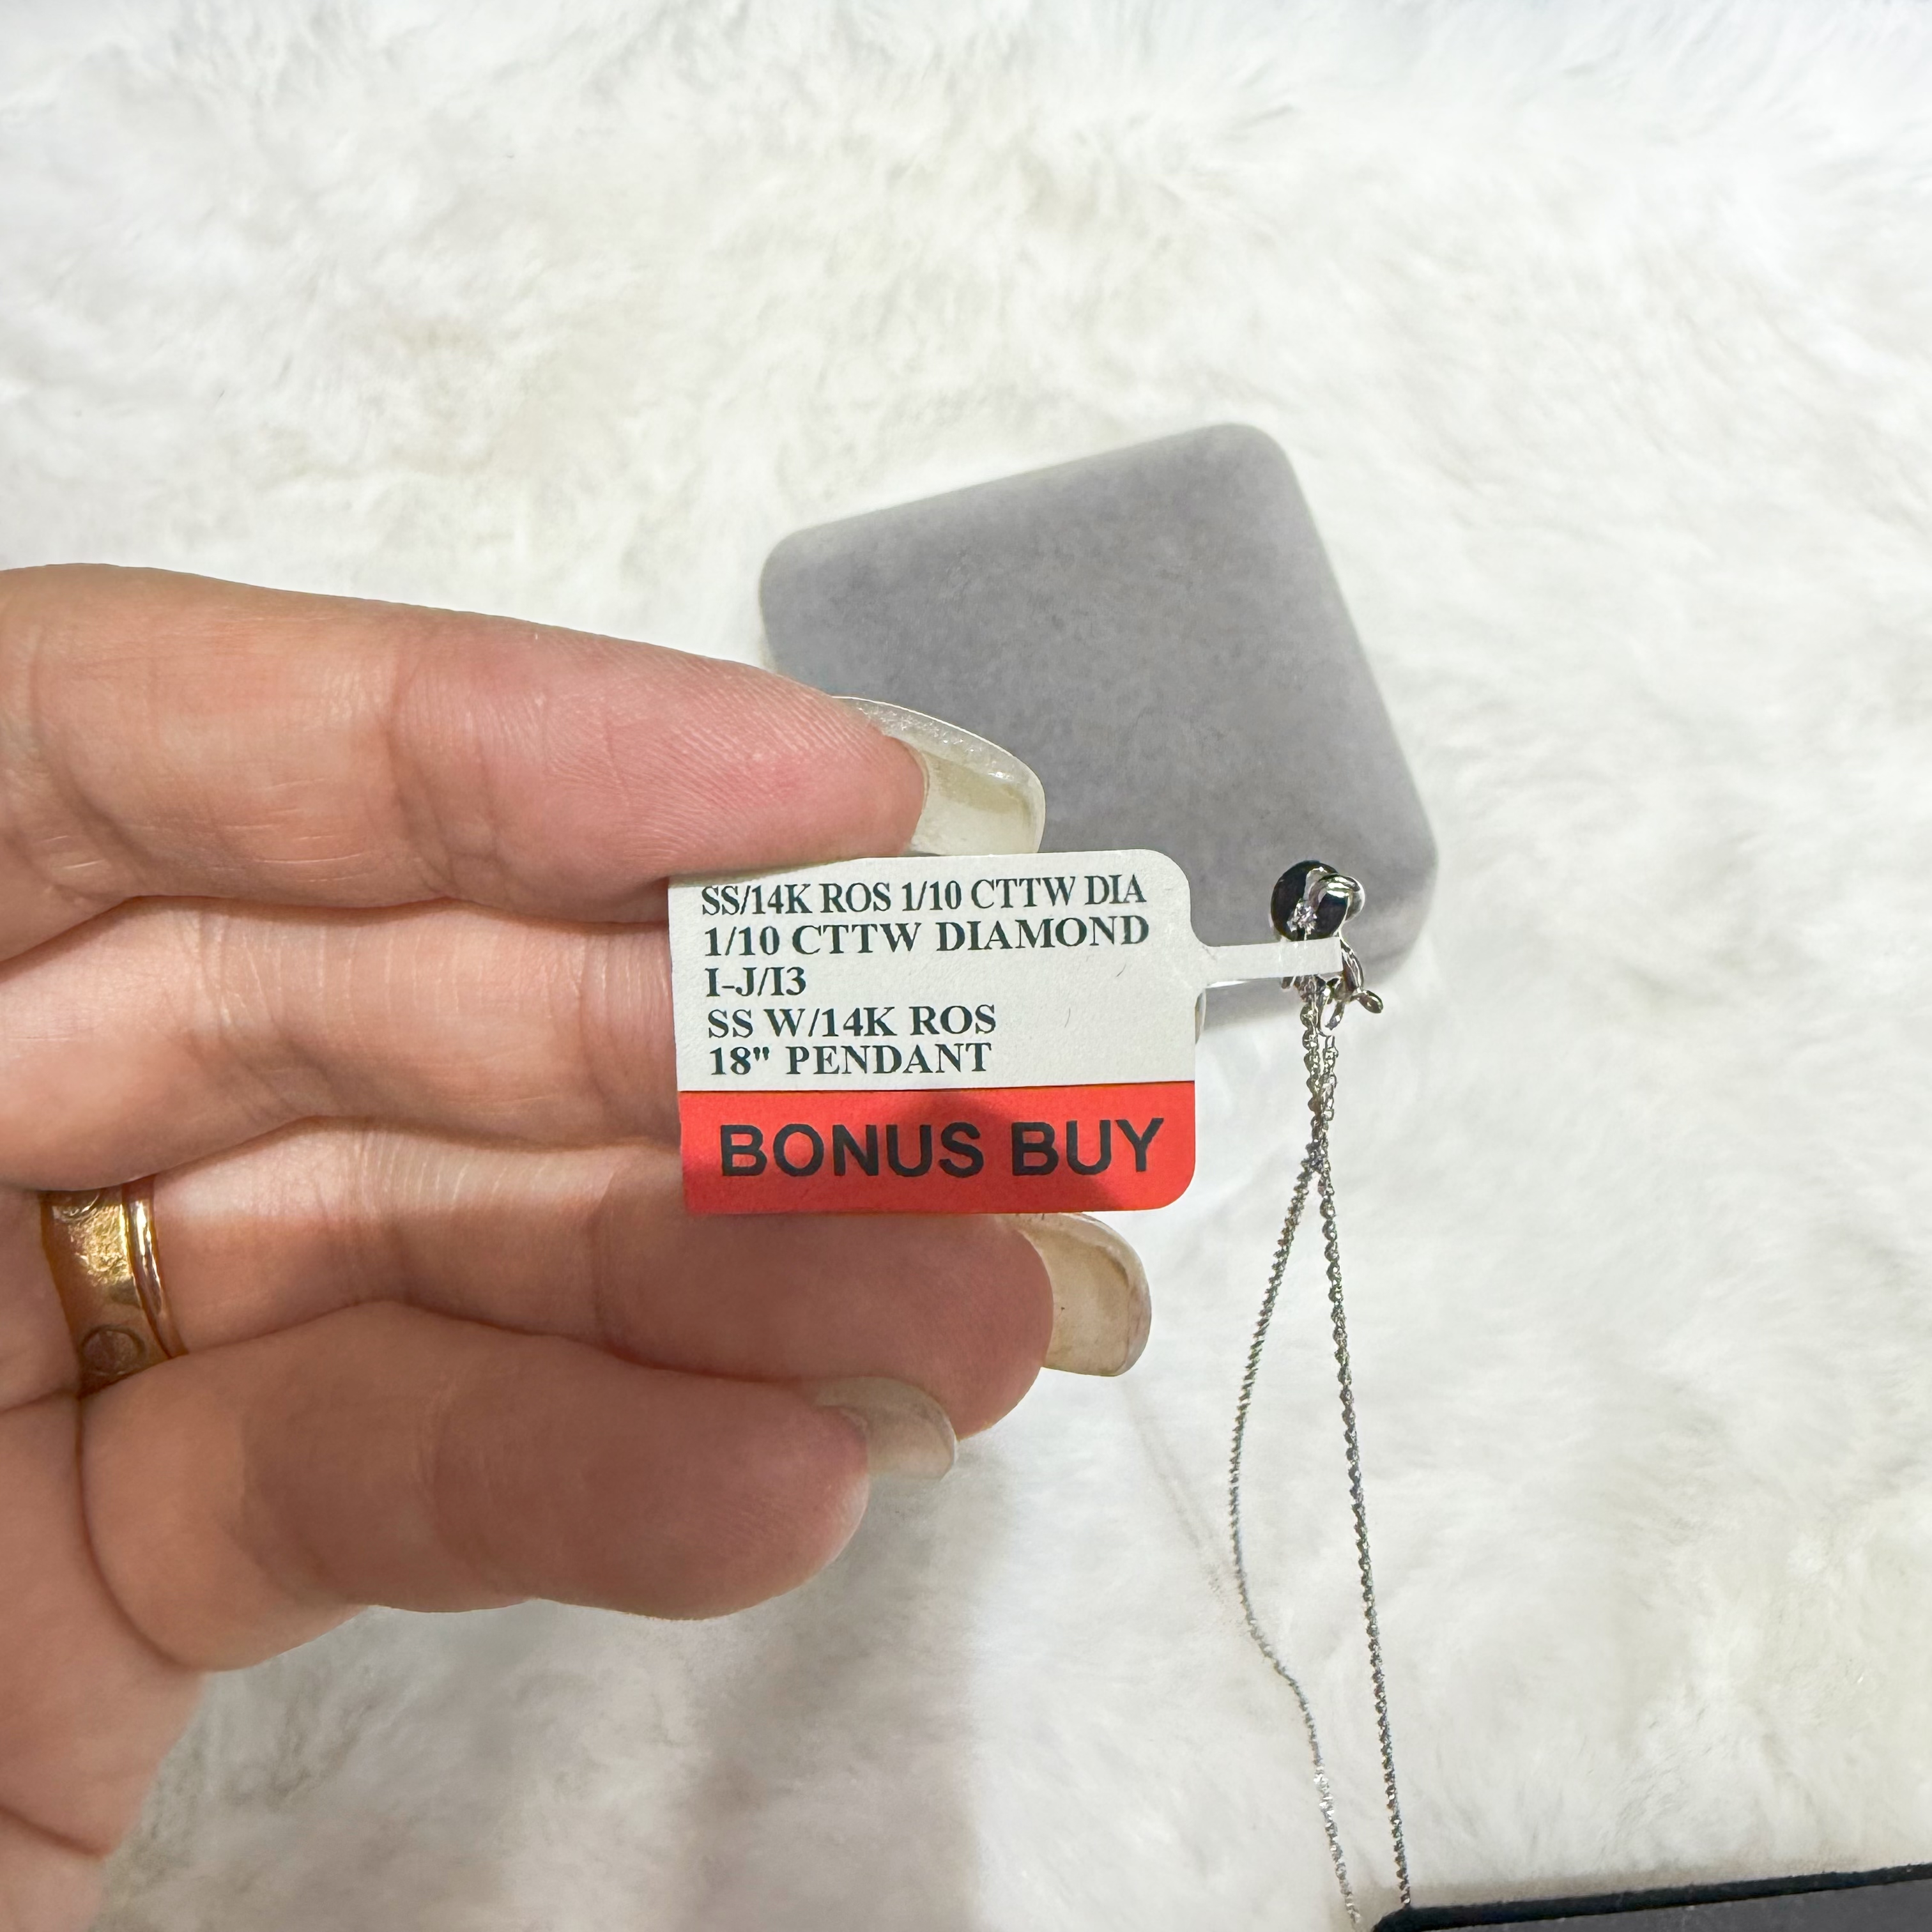 SS/14K ROS 1/10 CTTW DIA
1/10 CTTW DIAMOND
I-J/I3
SS W/14K ROS
18" PENDANT
BONUS BUY